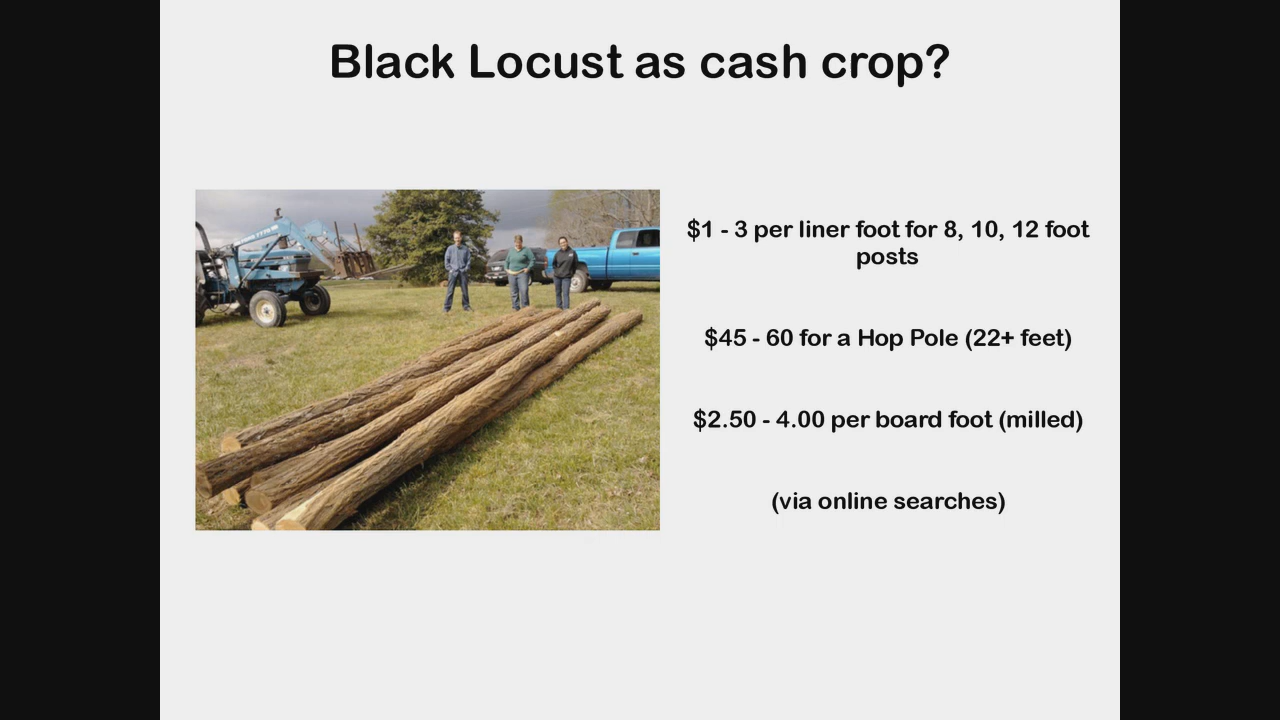 Black Locust as cash crop?
$1 - 3 per liner foot for 8, 10, 12 foot
posts
$45 - 60 for a Hop Pole (22+ feet)
$2.50 - 4.00 per board foot (milled)
(via online searches)